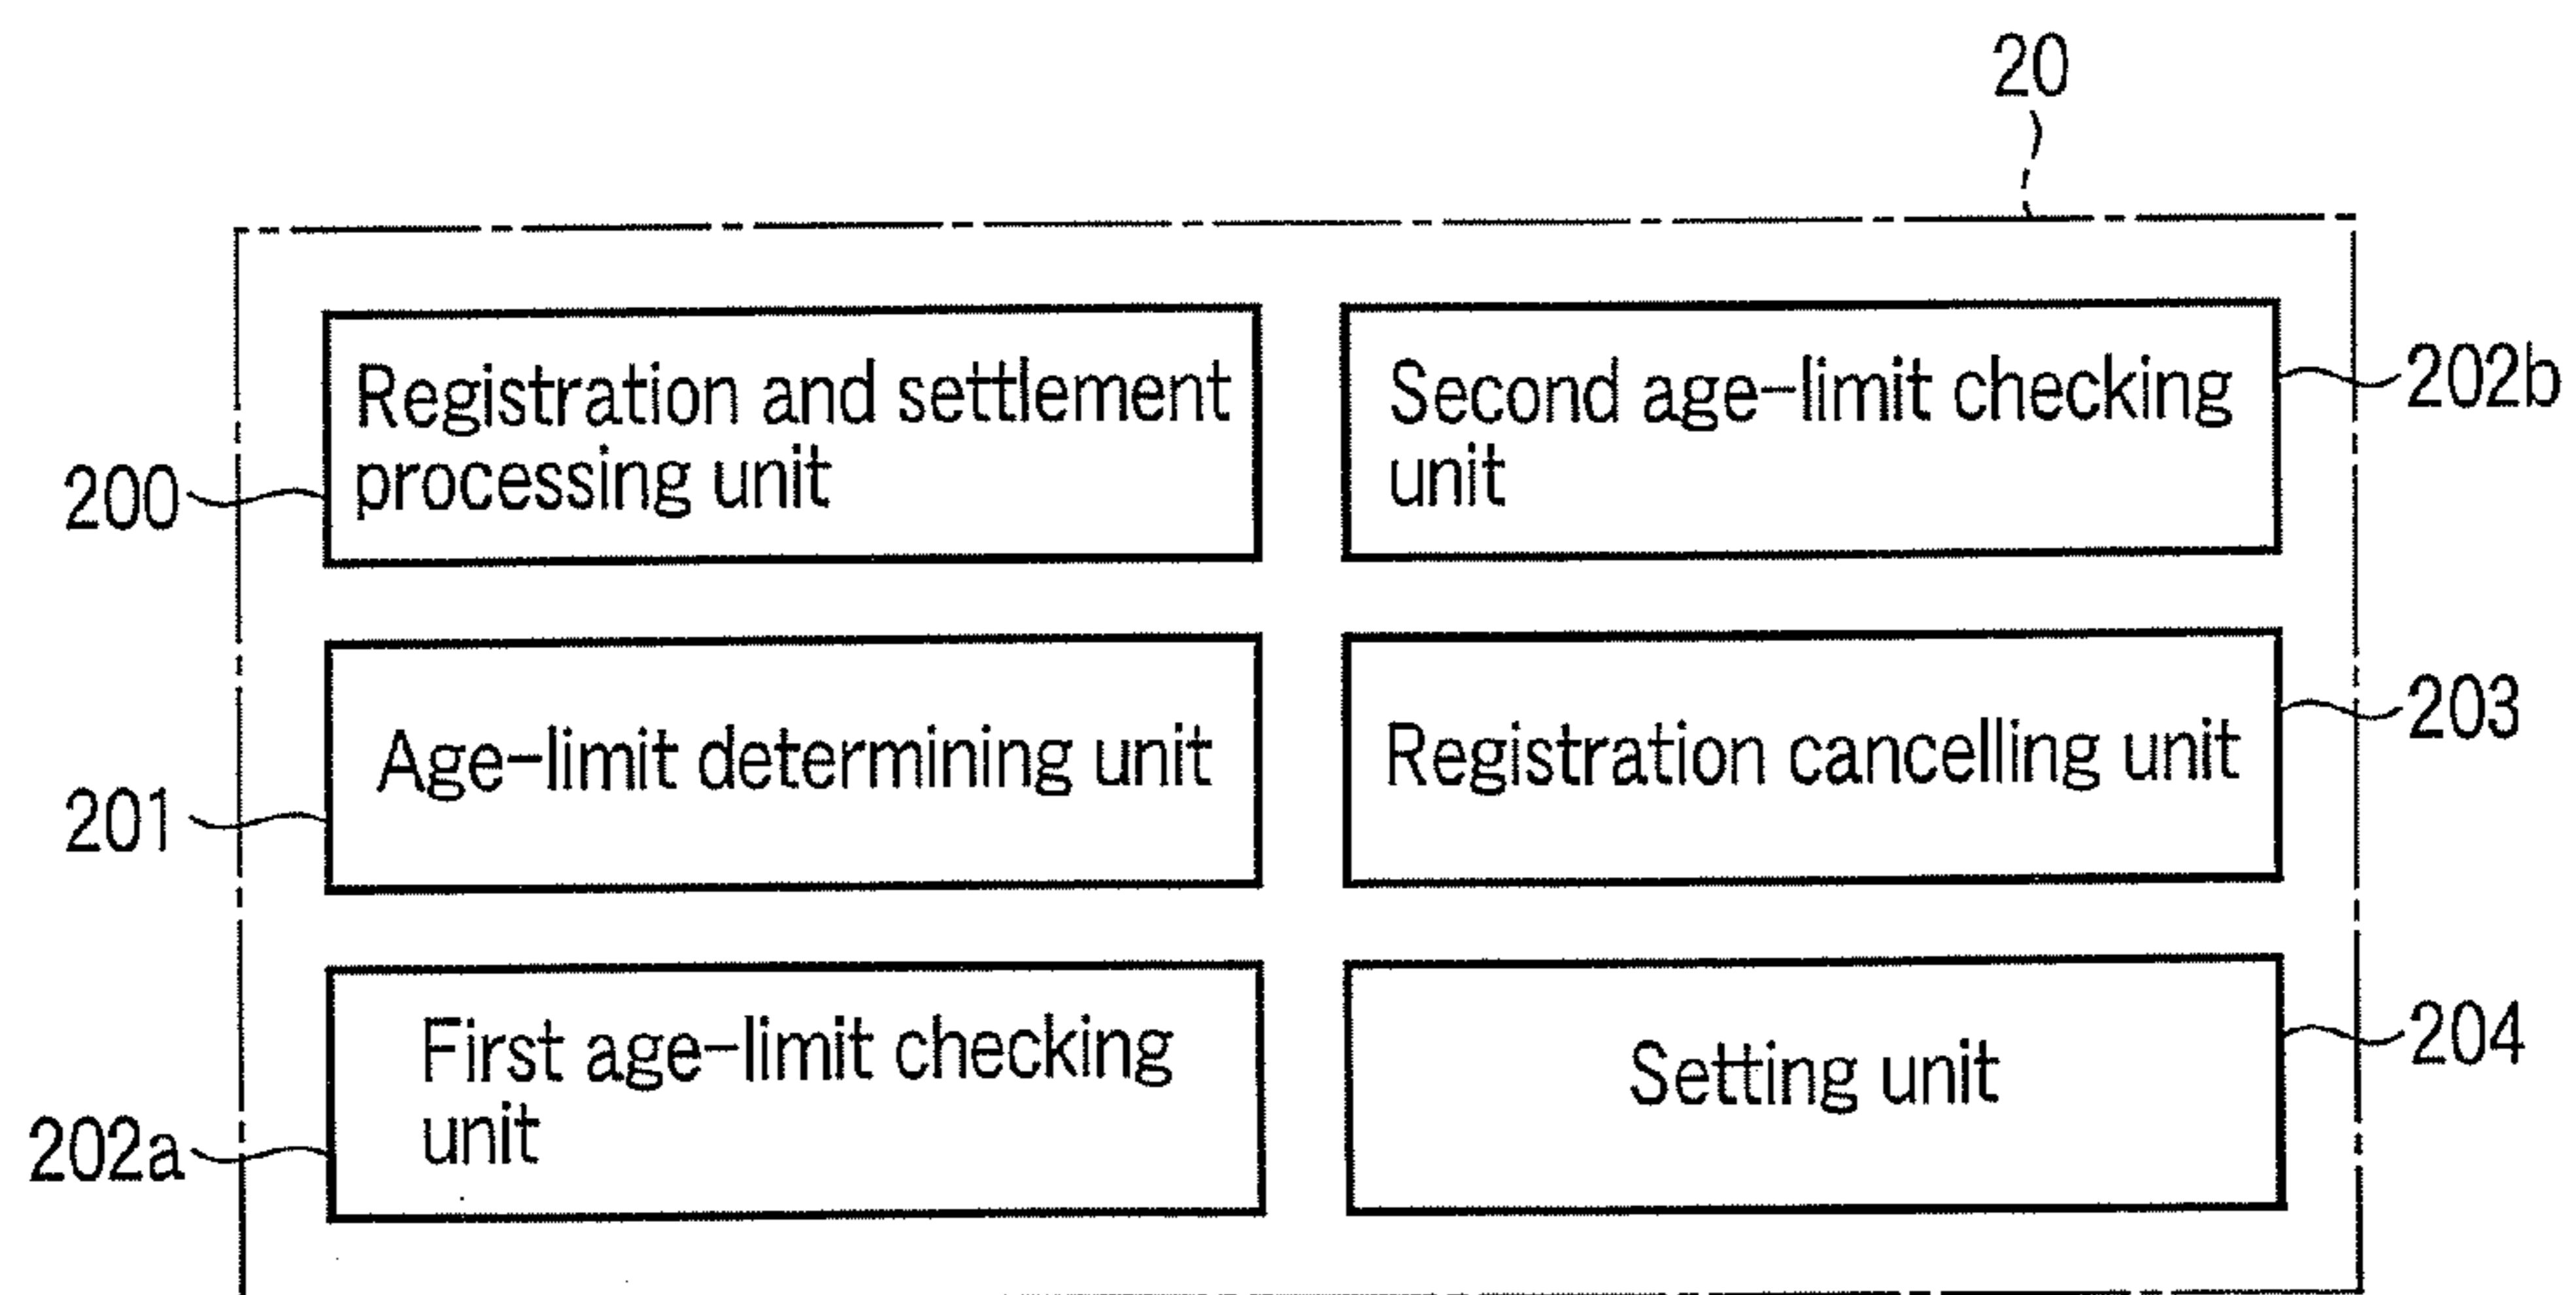 20
Registration and settlement
processing unit
200
Second age-limit checking
unit
202b
Age-limit determining unit
201
Registration cancelling unit
203
First age-limit checking
unit
202a
Setting unit
204